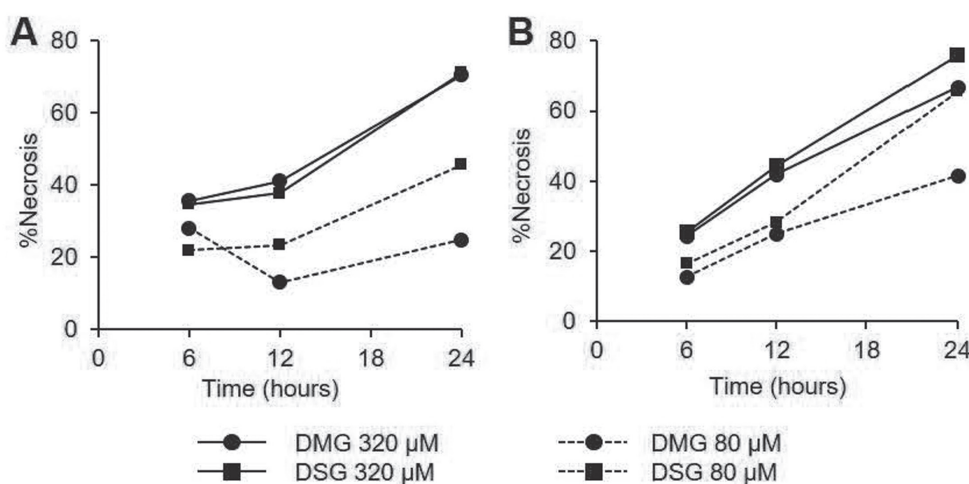 A
B
80
60
40
20
0
%Necrosis
0 6 12 18 24
Time (hours)
80
60
40
20
0
%Necrosis
0 6 12 18 24
Time (hours)
DMG 320 µM
DSG 320 µM
DMG 80 µM
DSG 80 µM